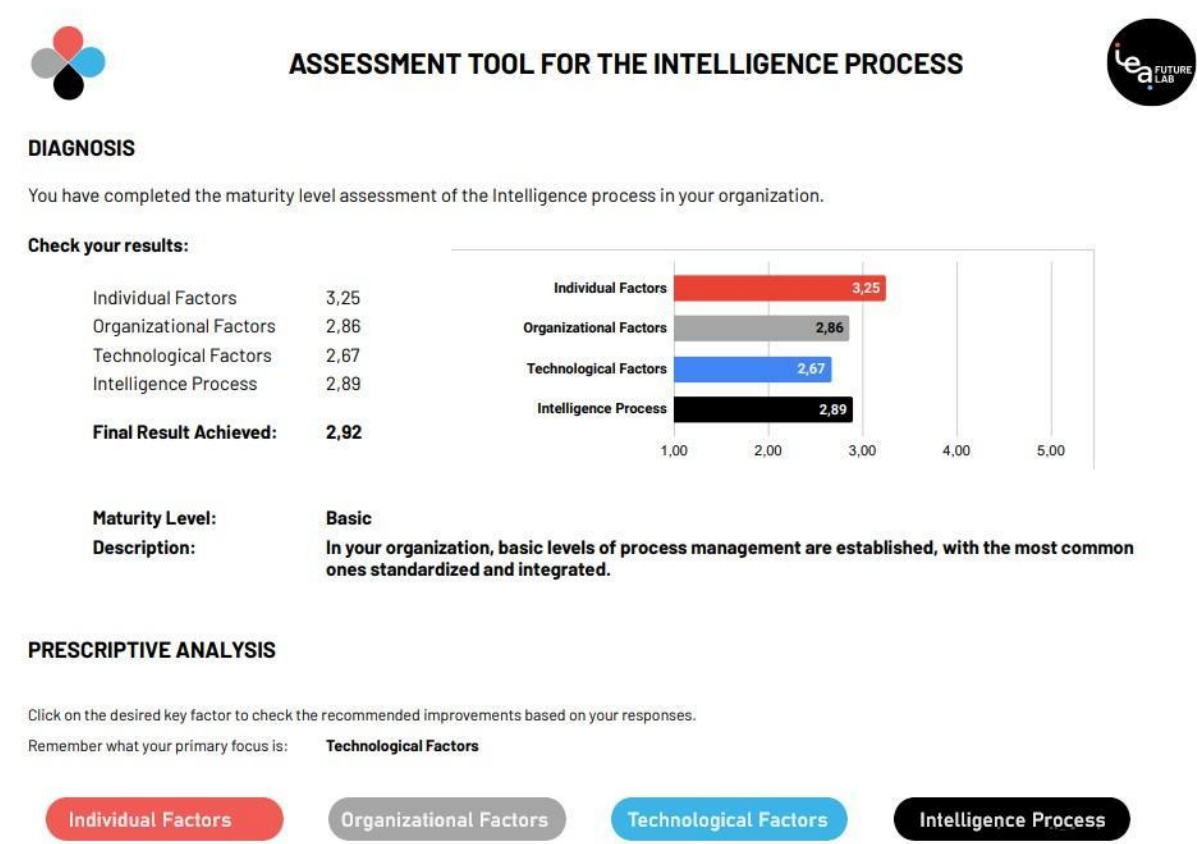 ASSESSMENT TOOL FOR THE INTELLIGENCE PROCESS
iea FUTURE
LAB
DIAGNOSIS
You have completed the maturity level assessment of the Intelligence process in your organization.
Check your results:
Individual Factors 3,25
Organizational Factors 2,86
Technological Factors 2,67
Intelligence Process 2,89
Final Result Achieved: 2,92
Individual Factors 3,25
Organizational Factors 2,86
Technological Factors 2,67
Intelligence Process 2,89
1,00 2,00 3,00 4,00 5,00
Maturity Level: Basic
Description: In your organization, basic levels of process management are established, with the most common
ones standardized and integrated.
PRESCRIPTIVE ANALYSIS
Click on the desired key factor to check the recommended improvements based on your responses.
Remember what your primary focus is: Technological Factors
Individual Factors Organizational Factors Technological Factors Intelligence Process